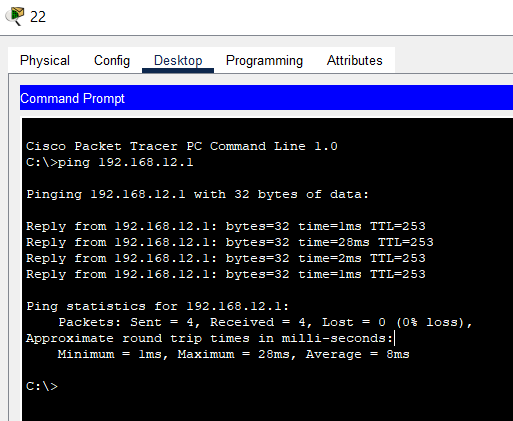 22
Physical Config Desktop Programming Attributes
Command Prompt
Cisco Packet Tracer PC Command Line 1.0
C:\>ping 192.168.12.1
Pinging 192.168.12.1 with 32 bytes of data:
Reply from 192.168.12.1: bytes=32 time=1ms TTL=253
Reply from 192.168.12.1: bytes=32 time=28ms TTL=253
Reply from 192.168.12.1: bytes=32 time=2ms TTL=253
Reply from 192.168.12.1: bytes=32 time=1ms TTL=253
Ping statistics for 192.168.12.1:
Packets: Sent = 4, Received = 4, Lost = 0 (0% loss),
Approximate round trip times in milli-seconds:
Minimum = 1ms, Maximum = 28ms, Average = 8ms
C:\>